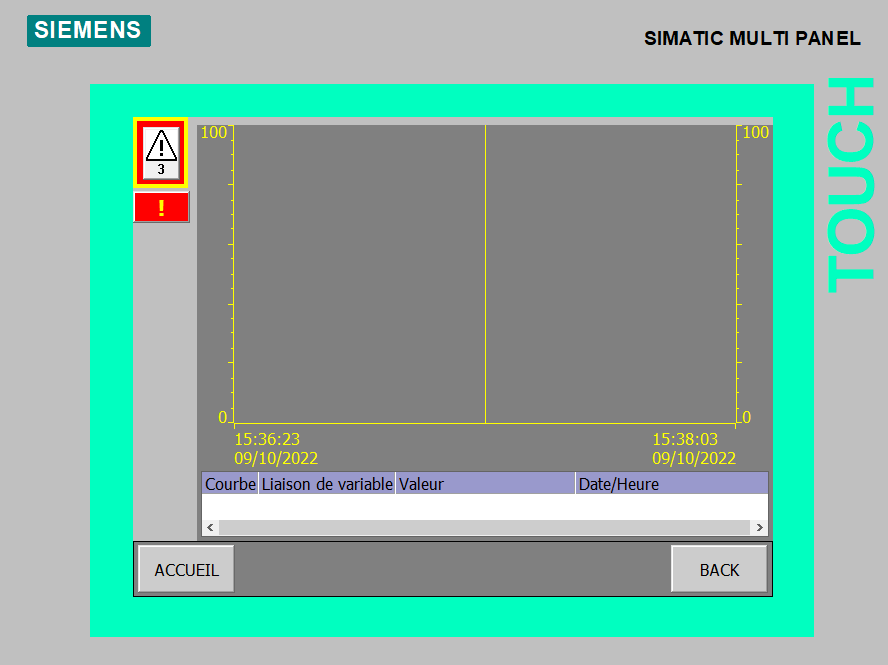 SIEMENS
SIMATIC MULTI PANEL
TOUCH
3
!
100
100
0
0
15:36:23
09/10/2022
15:38:03
09/10/2022
Courbe Liaison de variable Valeur Date/Heure
ACCUEIL
BACK